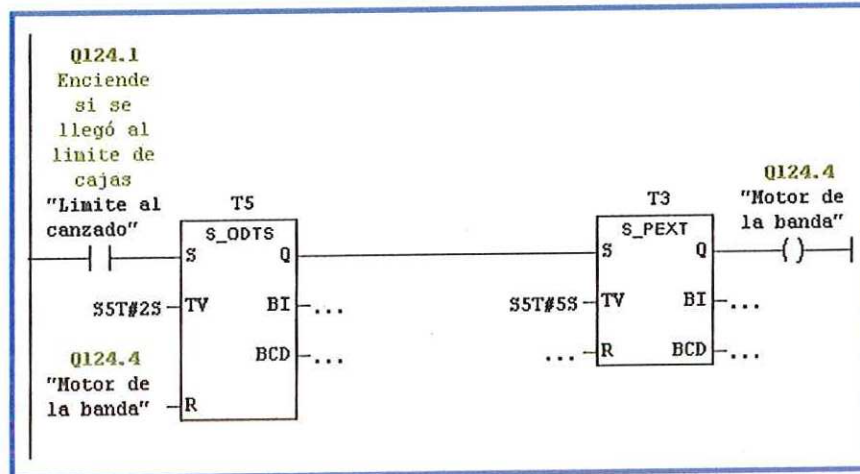 Q124.1
Enciende
si se
llegó al
limite de
cajas
"Limite al
canzado"
T5
S_ODTS
S
Q
S5T#2S
TV
BI
...
BCD
...
Q124.4
"Motor de
la banda"
R
T3
S_PEXT
S
Q
S5T#5S
TV
BI
...
...
R
BCD
...
Q124.4
"Motor de
la banda"
( )